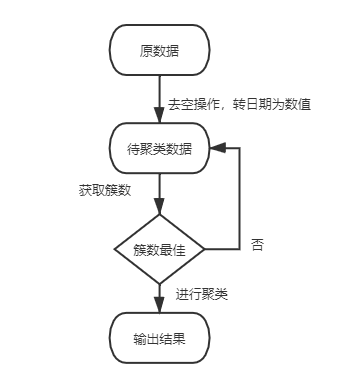 原数据
去空操作，转日期为数值
待聚类数据
获取簇数
簇数最佳
否
进行聚类
输出结果